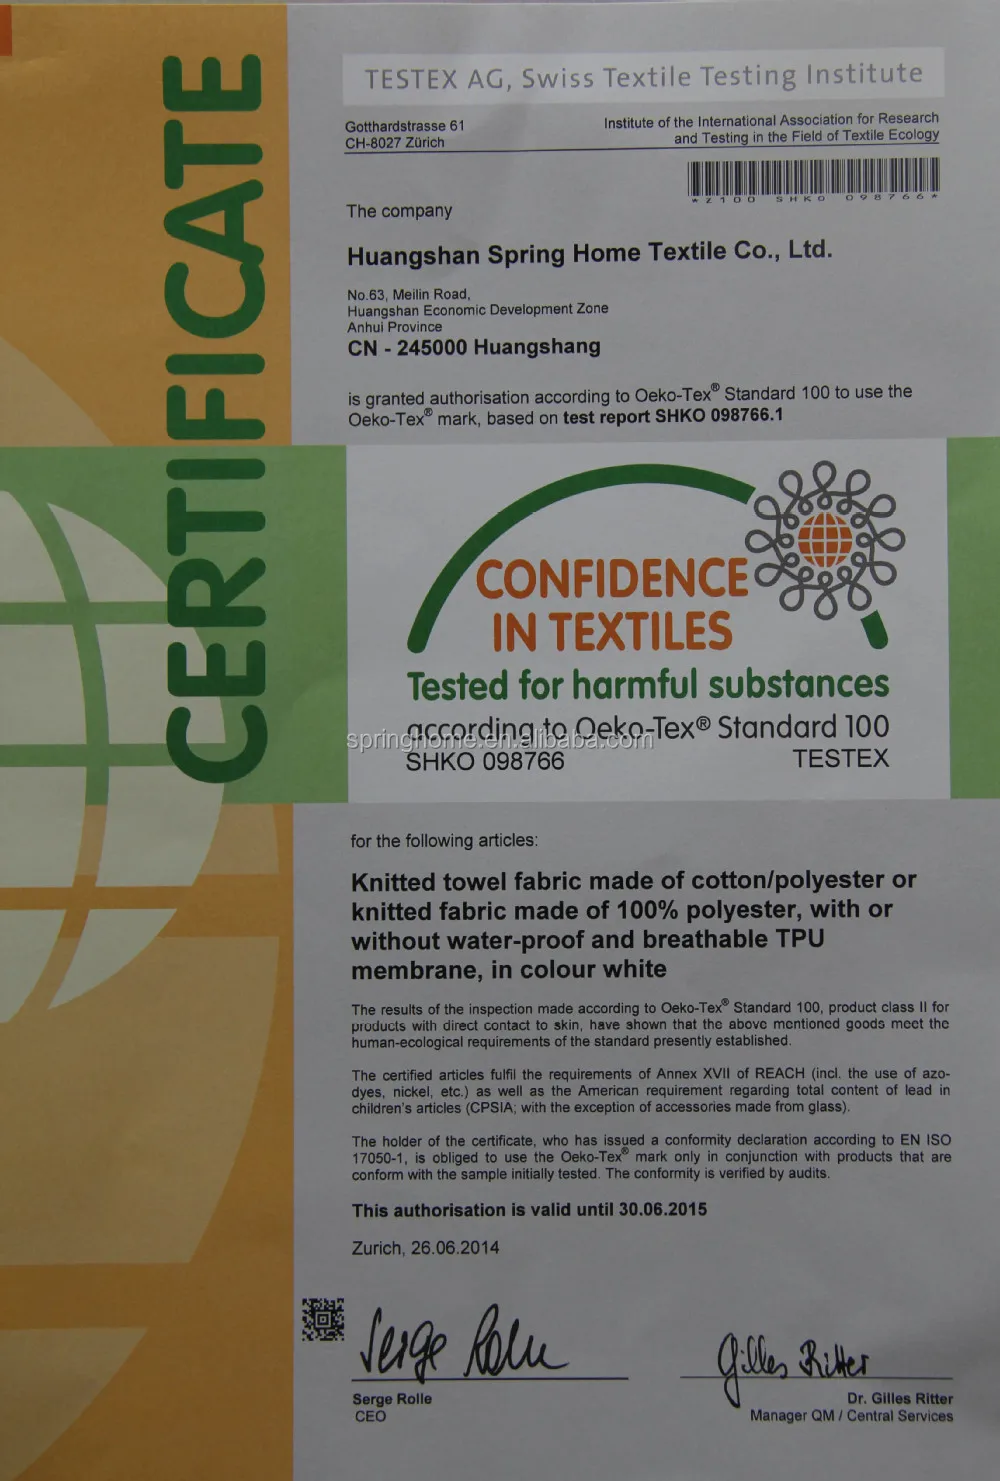 CERTIFICATE
TESTEX AG, Swiss Textile Testing Institute
Gotthardstrasse 61
CH-8027 Zürich
Institute of the International Association for Research
and Testing in the Field of Textile Ecology
*Z100 SHKO 098766*
The company
Huangshan Spring Home Textile Co., Ltd.
No.63, Meilin Road,
Huangshan Economic Development Zone
Anhui Province
CN - 245000 Huangshang
is granted authorisation according to Oeko-Tex® Standard 100 to use the
Oeko-Tex® mark, based on test report SHKO 098766.1
CONFIDENCE
IN TEXTILES
Tested for harmful substances
according to Oeko-Tex® Standard 100
springhome.en.alibaba.com
SHKO 098766 TESTEX
for the following articles:
Knitted towel fabric made of cotton/polyester or
knitted fabric made of 100% polyester, with or
without water-proof and breathable TPU
membrane, in colour white
The results of the inspection made according to Oeko-Tex® Standard 100, product class II for
products with direct contact to skin, have shown that the above mentioned goods meet the
human-ecological requirements of the standard presently established.
The certified articles fulfil the requirements of Annex XVII of REACH (incl. the use of azo-
dyes, nickel, etc.) as well as the American requirement regarding total content of lead in
children's articles (CPSIA; with the exception of accessories made from glass).
The holder of the certificate, who has issued a conformity declaration according to EN ISO
17050-1, is obliged to use the Oeko-Tex® mark only in conjunction with products that are
conform with the sample initially tested. The conformity is verified by audits.
This authorisation is valid until 30.06.2015
Zurich, 26.06.2014
Serge Rolle
Gilles Ritter
Serge Rolle
CEO
Dr. Gilles Ritter
Manager QM / Central Services